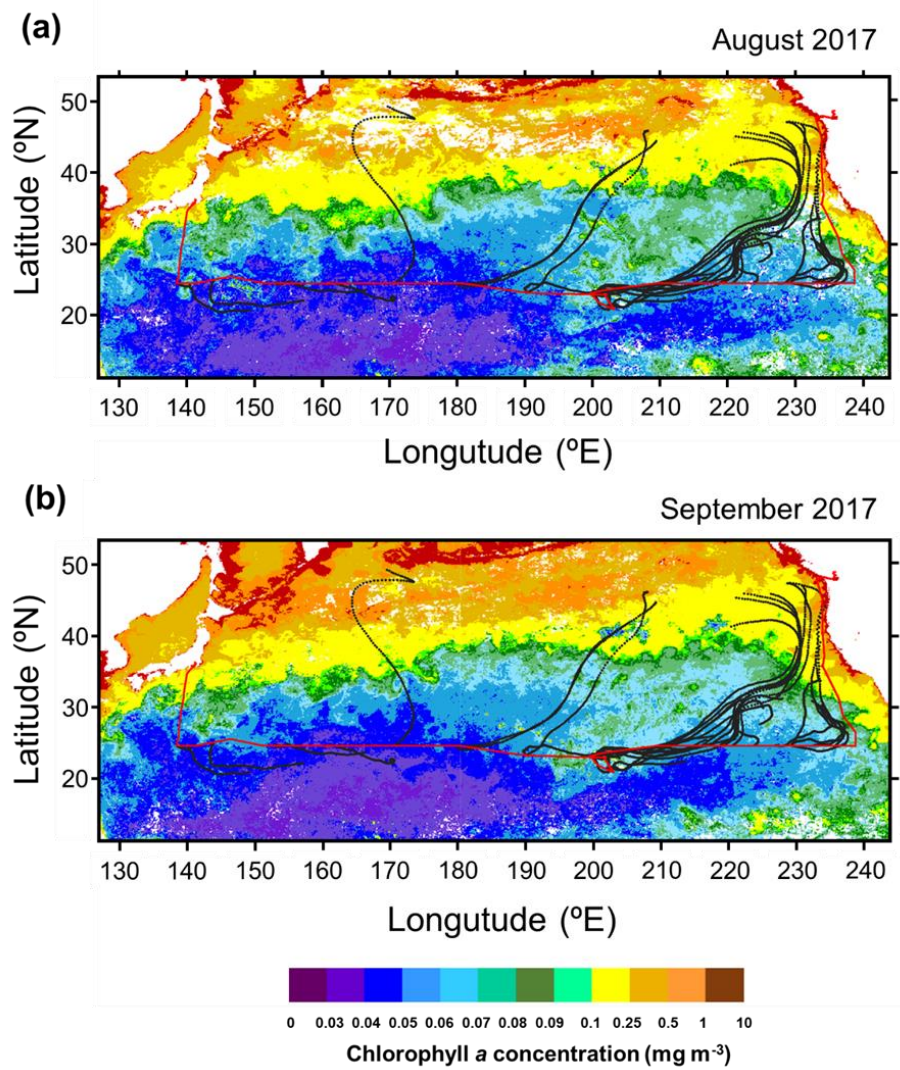 (a)
August 2017
50
40
30
20
Latitude (ºN)
130 140 150 160 170 180 190 200 210 220 230 240
Longutude (ºE)
(b)
September 2017
50
40
30
20
Latitude (ºN)
130 140 150 160 170 180 190 200 210 220 230 240
Longutude (ºE)
0 0.03 0.04 0.05 0.06 0.07 0.08 0.09 0.1 0.25 0.5 1 10
Chlorophyll a concentration (mg m-3)